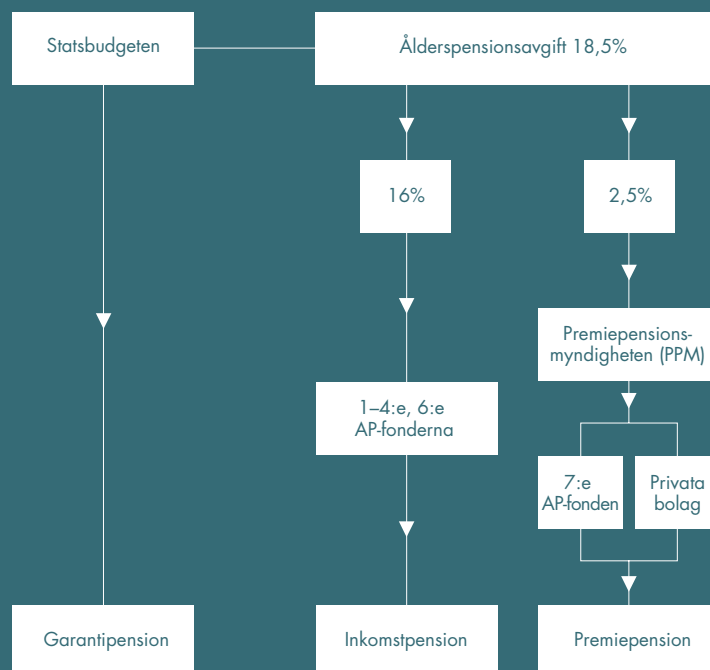 Statsbudgeten
Ålderspensionsavgift 18,5%
16%
2,5%
Premiepensions-
myndigheten (PPM)
1–4:e, 6:e
AP-fonderna
7:e
AP-fonden
Privata
bolag
Garantipension
Inkomstpension
Premiepension